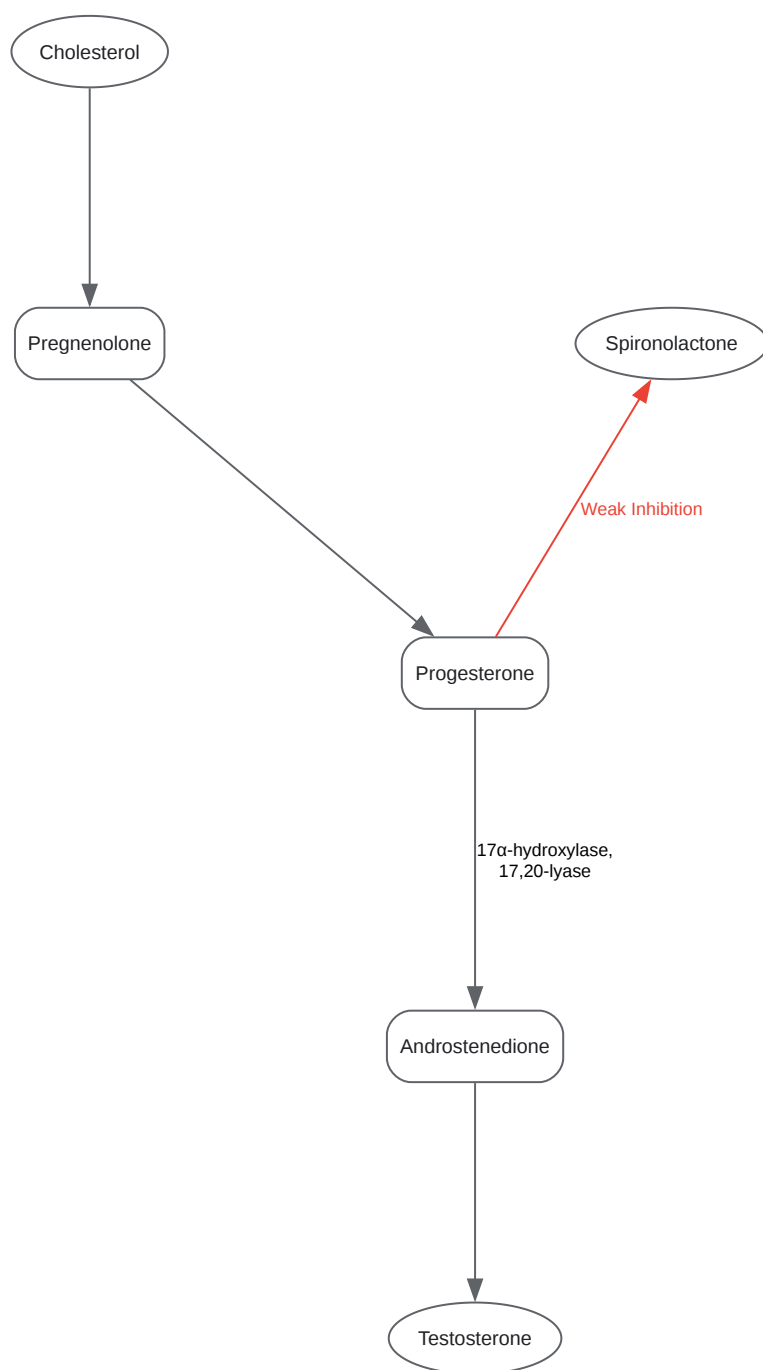 Cholesterol
Pregnenolone
Spironolactone
Weak Inhibition
Progesterone
17α-hydroxylase,
17,20-lyase
Androstenedione
Testosterone